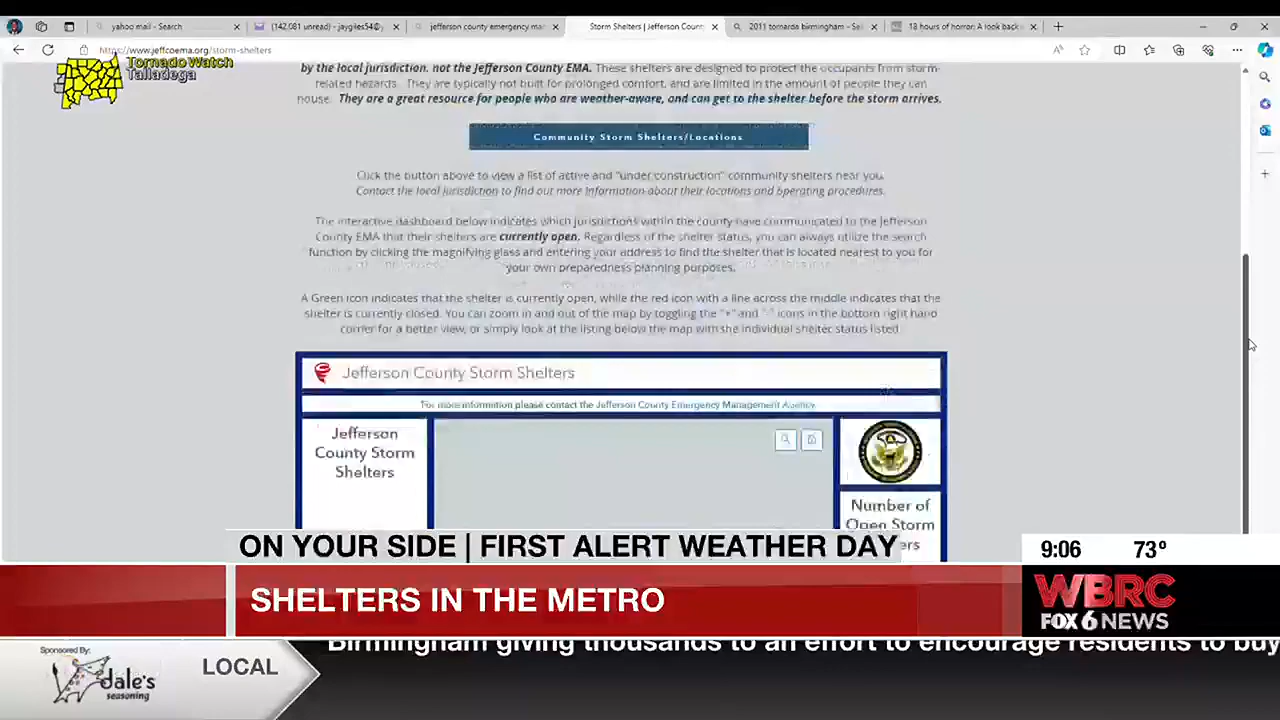 yahoo mail - Search
(142,081 unread) - jaygiles54@y
jefferson county emergency ma
Storm Shelters | Jefferson Coun
2011 tornarda birmingham - Se
18 hours of horror: A look back
https://www.jeffcoema.org/storm-shelters
Tornado Watch
Talladega
by the local jurisdiction, not the Jefferson County EMA. These shelters are designed to protect the occupants from storm-
related hazards. They are typically not built for prolonged comfort, and are limited in the amount of people they can
house. They are a great resource for people who are weather-aware, and can get to the shelter before the storm arrives.
Community Storm Shelters/Locations
Click the button above to view a list of active and "under construction" community shelters near you.
Contact the local jurisdiction to find out more information about their locations and operating procedures.
The interactive dashboard below indicates which jurisdictions within the county have communicated to the Jefferson
County EMA that their shelters are currently open. Regardless of the shelter status, you can always utilize the search
function by clicking the magnifying glass and entering your address to find the shelter that is located nearest to you for
your own preparedness planning purposes.
A Green icon indicates that the shelter is currently open, while the red icon with a line across the middle indicates that the
shelter is currently closed. You can zoom in and out of the map by toggling the "+" and "-" icons in the bottom right hand
corner for a better view, or simply look at the listing below the map with the individual shelter status listed.
Jefferson County Storm Shelters
For more information please contact the Jefferson County Emergency Management Agency
Jefferson
County Storm
Shelters
Number of
Open Storm
ers
ON YOUR SIDE | FIRST ALERT WEATHER DAY
SHELTERS IN THE METRO
9:06 73°
WBRC
FOX 6 NEWS
Birmingham giving thousands to an effort to encourage residents to buy
Sponsored By:
dale's
seasoning
LOCAL